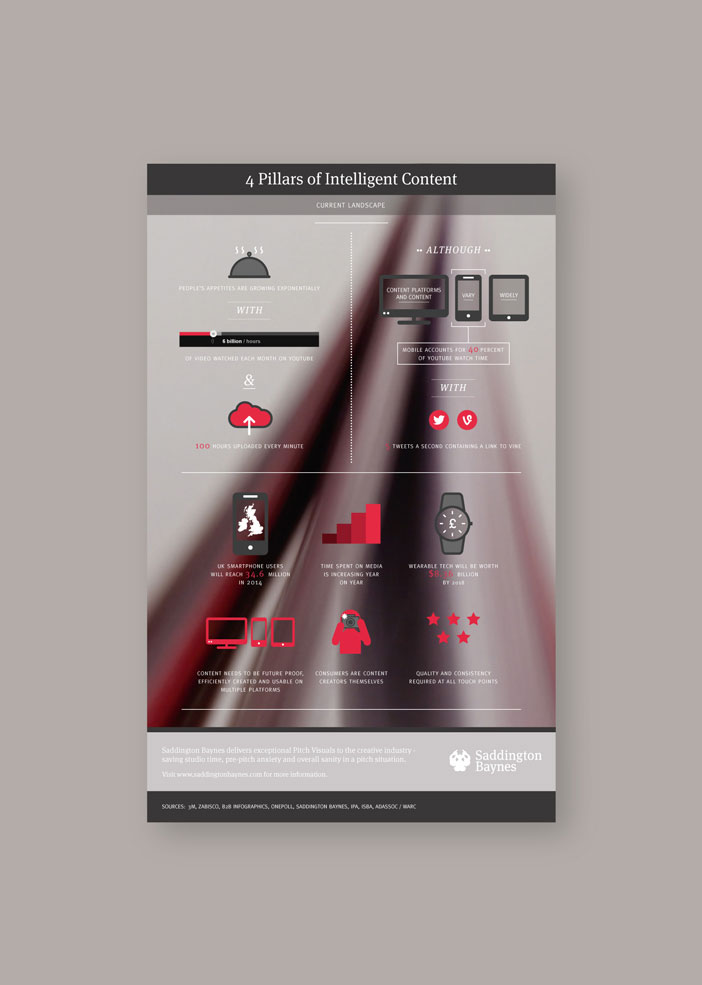 4 Pillars of Intelligent Content
CURRENT LANDSCAPE
PEOPLE'S APPETITES ARE GROWING EXPONENTIALLY
WITH
6 billion / hours
OF VIDEO WATCHED EACH MONTH ON YOUTUBE
&
100 HOURS UPLOADED EVERY MINUTE
•• ALTHOUGH ••
CONTENT PLATFORMS
AND CONTENT
VARY
WIDELY
MOBILE ACCOUNTS FOR 40 PERCENT
OF YOUTUBE WATCH TIME
WITH
TWEETS A SECOND CONTAINING A LINK TO VINE
UK SMARTPHONE USERS
WILL REACH 34.6 MILLION
IN 2014
TIME SPENT ON MEDIA
IS INCREASING YEAR
ON YEAR
£
WEARABLE TECH WILL BE WORTH
BILLION
BY 2018
CONTENT NEEDS TO BE FUTURE PROOF,
EFFICIENTLY CREATED AND USABLE ON
MULTIPLE PLATFORMS
CONSUMERS ARE CONTENT
CREATORS THEMSELVES
QUALITY AND CONSISTENCY
REQUIRED AT ALL TOUCH POINTS
Saddington Baynes delivers exceptional Pitch Visuals to the creative industry -
saving studio time, pre-pitch anxiety and overall sanity in a pitch situation.
Visit www.saddingtonbaynes.com for more information.
Saddington
Baynes
SOURCES: 3M, ZABISCO, B2B INFOGRAPHICS, ONEPOLL, SADDINGTON BAYNES, IPA, ISBA, ADASSOC / WARC